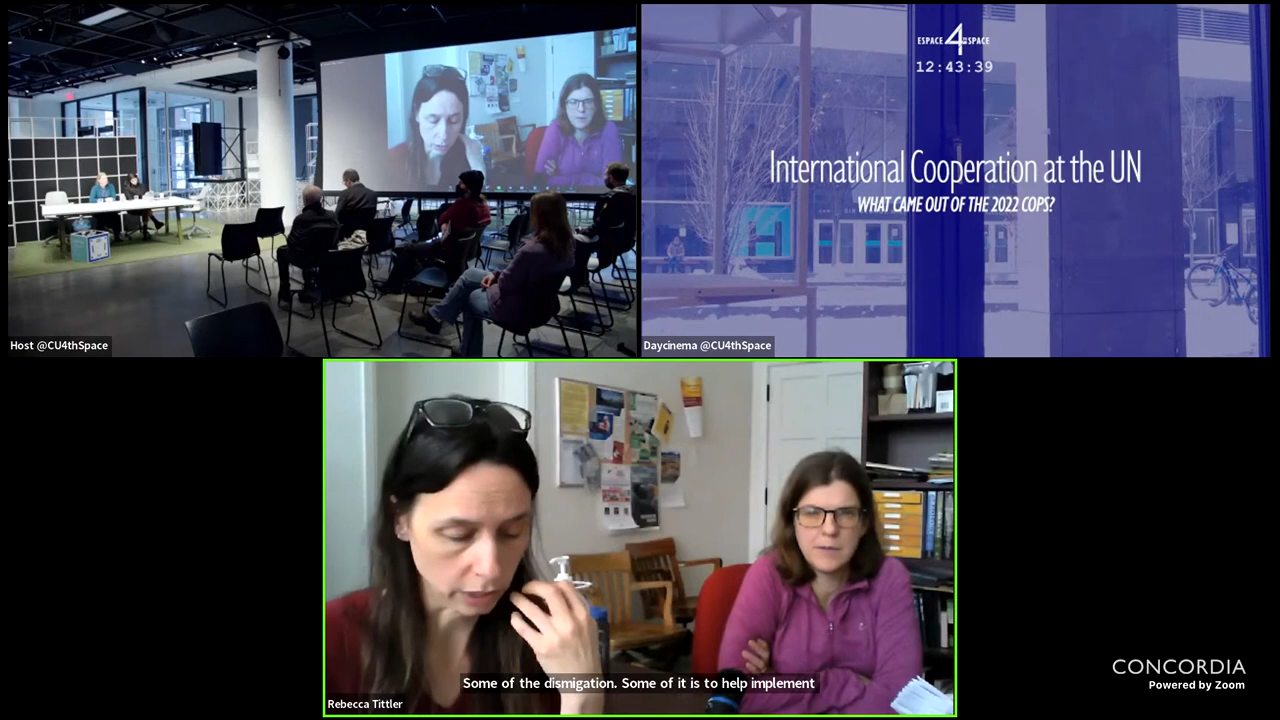 ESPACE 4TH SPACE
12:43:39
International Cooperation at the UN
WHAT CAME OUT OF THE 2022 COPS?
Host @CU4thSpace
Daycinema @CU4thSpace
Some of the dismigation. Some of it is to help implement
Rebecca Tittler
CONCORDIA
Powered by Zoom